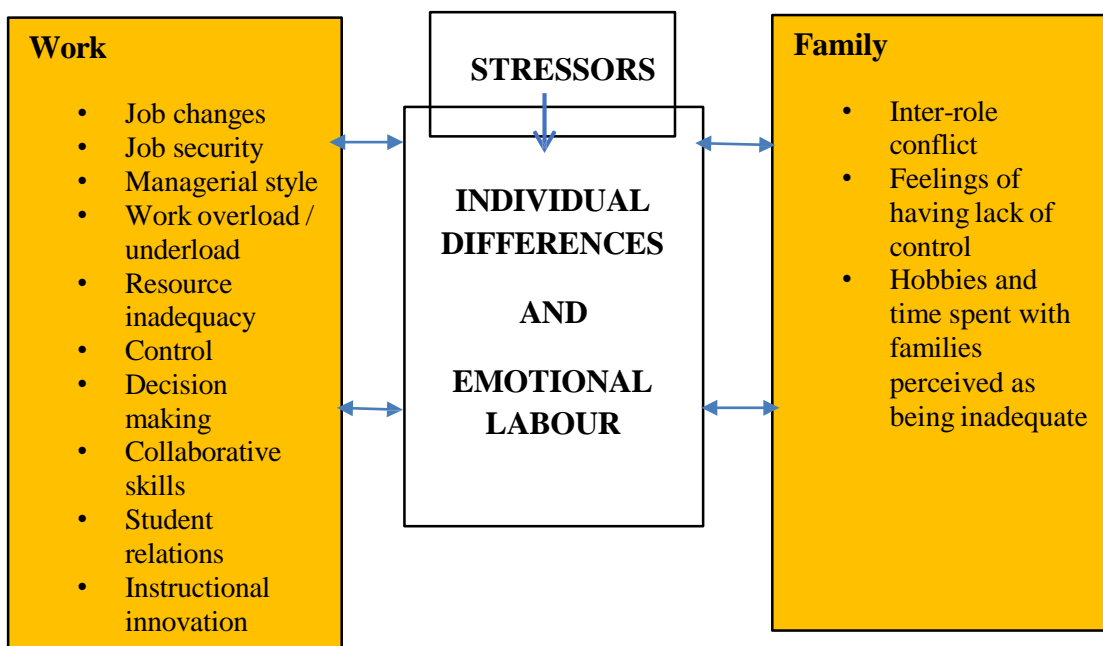 Work
• Job changes
• Job security
• Managerial style
• Work overload /
underload
• Resource
inadequacy
• Control
• Decision
making
• Collaborative
skills
• Student
relations
• Instructional
innovation
STRESSORS
INDIVIDUAL
DIFFERENCES
AND
EMOTIONAL
LABOUR
Family
• Inter-role
conflict
• Feelings of
having lack of
control
• Hobbies and
time spent with
families
perceived as
being inadequate